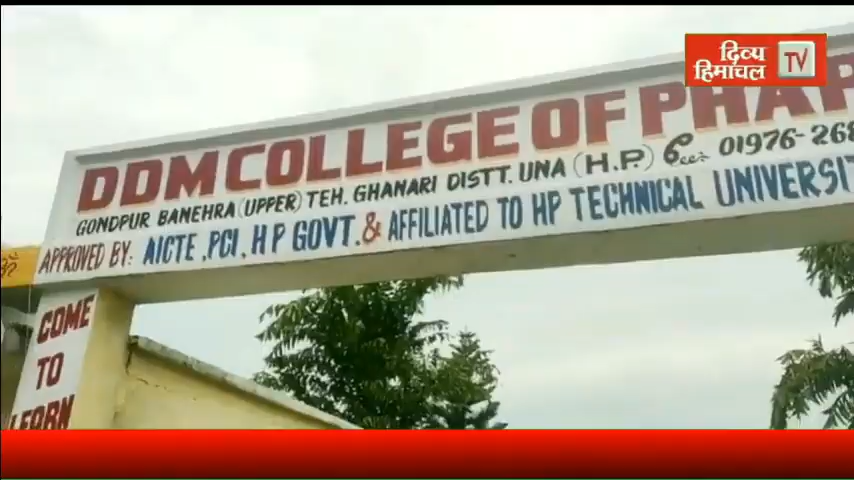 दिव्य
हिमाचल
TV
DDM COLLEGE OF PHAR
GONDPUR BANEHRA (UPPER) TEH. GHANARI DISTT. UNA (H.P.) 01976-268
APPROVED BY: AICTE, PCI, H P GOVT. & AFFILIATED TO HP TECHNICAL UNIVERSIT
COME
TO
LEARN